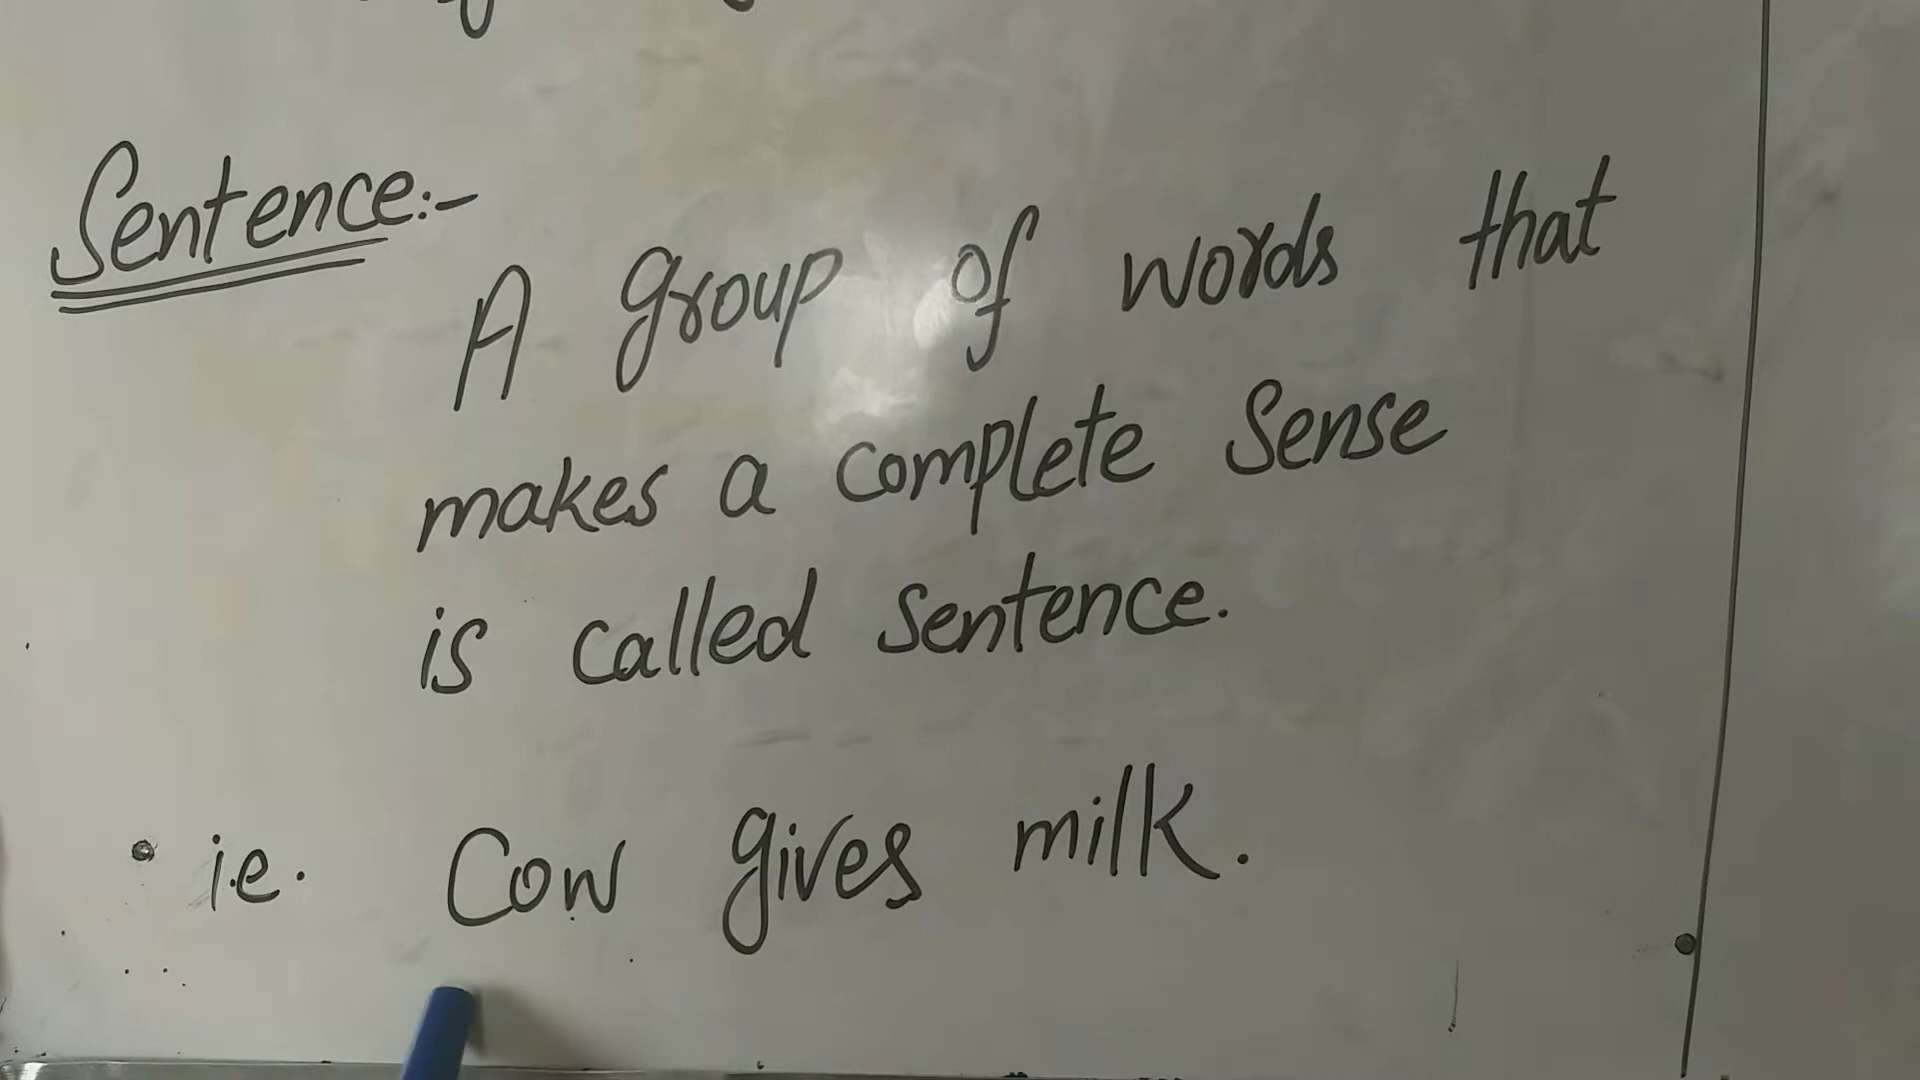 Sentence:-
A group of words that
makes a complete sense
is called sentence.
i.e. Cow gives milk.